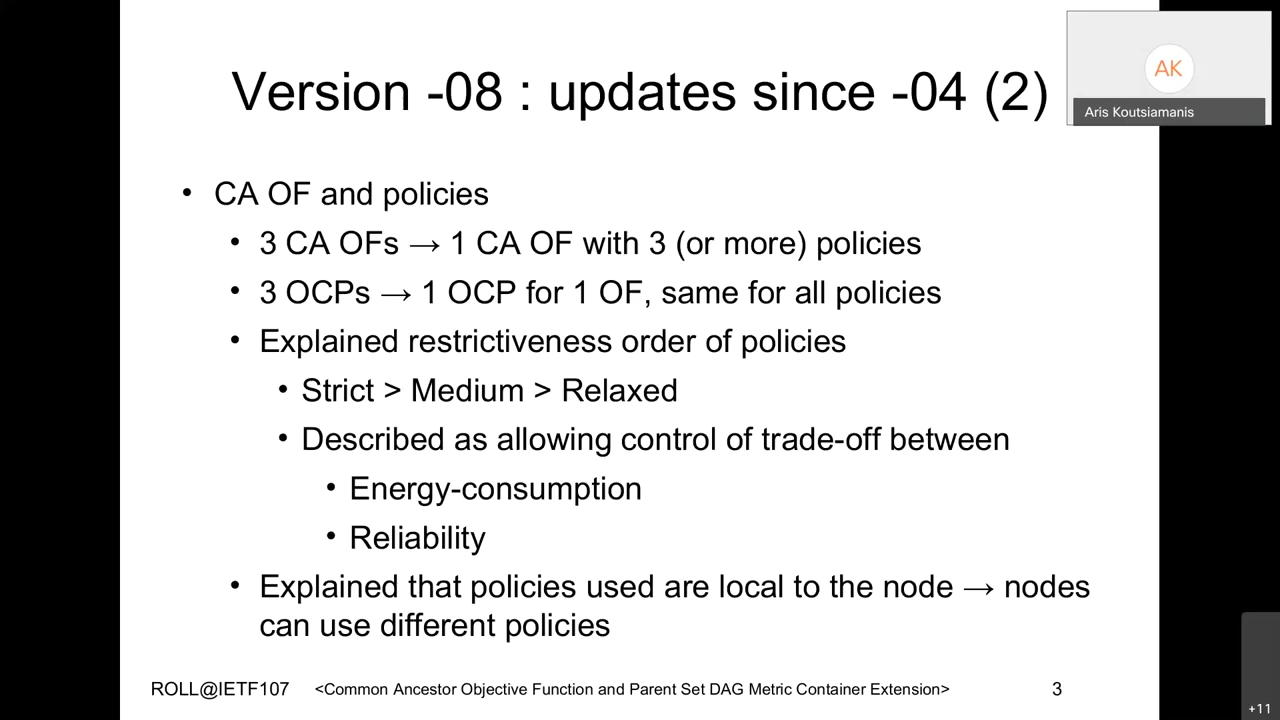 Version -08 : updates since -04 (2)
AK
Aris Koutsiamanis
• CA OF and policies
• 3 CA OFs → 1 CA OF with 3 (or more) policies
• 3 OCPs → 1 OCP for 1 OF, same for all policies
• Explained restrictiveness order of policies
• Strict > Medium > Relaxed
• Described as allowing control of trade-off between
• Energy-consumption
• Reliability
• Explained that policies used are local to the node → nodes
can use different policies
ROLL@IETF107 <Common Ancestor Objective Function and Parent Set DAG Metric Container Extension> 3
+11